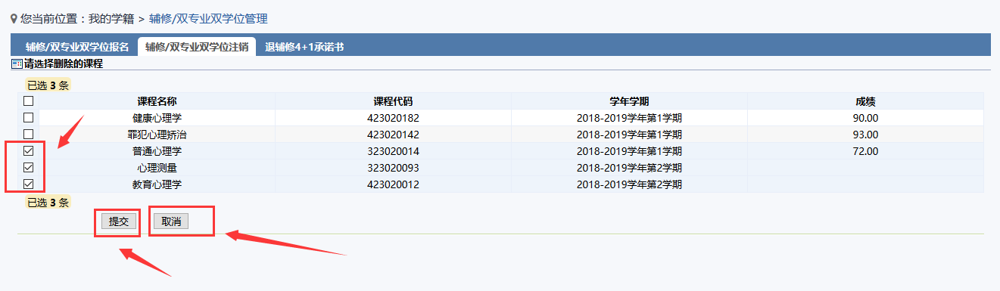 您当前位置：我的学籍 > 辅修/双专业双学位管理
辅修/双专业双学位报名 辅修/双专业双学位注销 退辅修4+1承诺书
请选择删除的课程
已选 3 条
课程名称 课程代码 学年学期 成绩
健康心理学 423020182 2018-2019学年第1学期 90.00
罪犯心理矫治 423020142 2018-2019学年第1学期 93.00
普通心理学 323020014 2018-2019学年第1学期 72.00
心理测量 323020093 2018-2019学年第2学期
教育心理学 423020012 2018-2019学年第2学期
已选 3 条
提交 取消